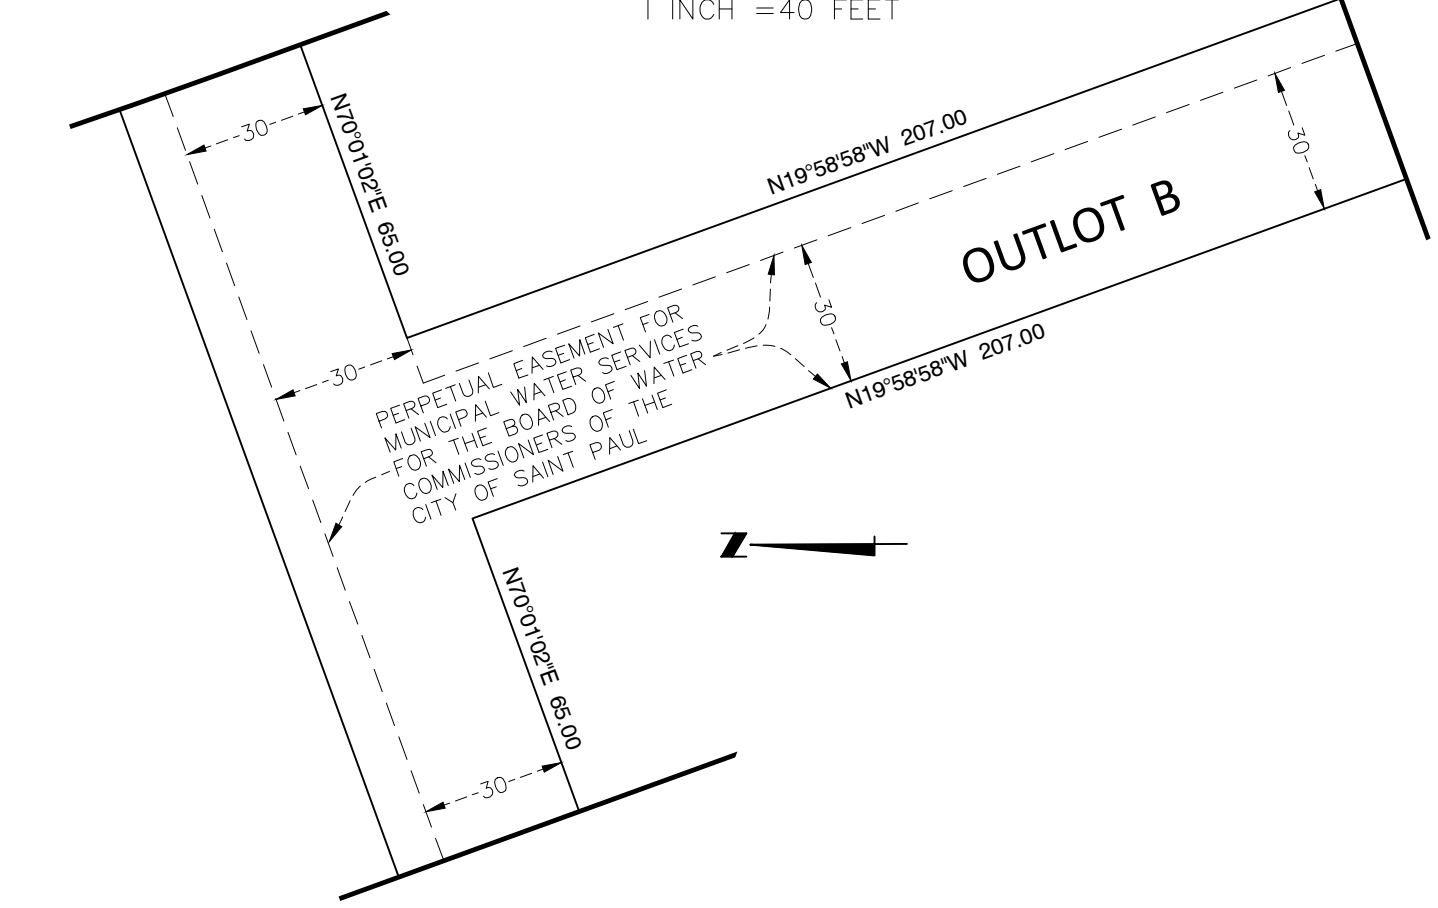 1 INCH =40 FEET
30
N70°01'02"E 65.00
N19°58'58"W 207.00
30
OUTLOT B
30
30
PERPETUAL EASEMENT FOR
MUNICIPAL WATER SERVICES
FOR THE BOARD OF WATER
COMMISSIONERS OF THE
CITY OF SAINT PAUL
N19°58'58"W 207.00
N
N70°01'02"E 65.00
30